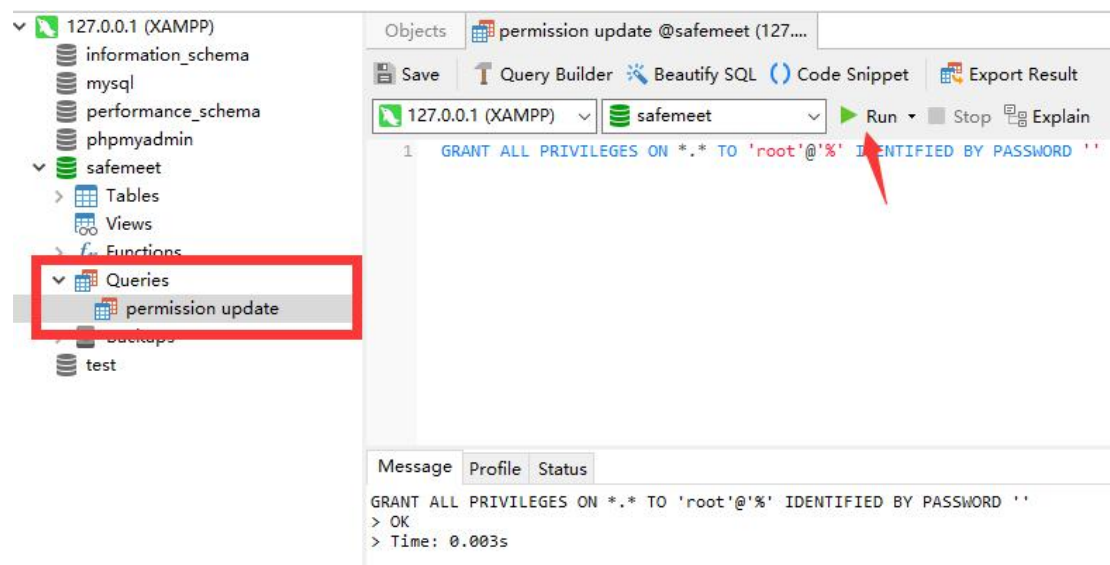 127.0.0.1 (XAMPP)
information_schema
mysql
performance_schema
phpmyadmin
safemeet
Tables
Views
Functions
Queries
permission update
Backups
test
Objects
permission update @safemeet (127....
Save
Query Builder
Beautify SQL
() Code Snippet
Export Result
127.0.0.1 (XAMPP)
safemeet
Run
Stop
Explain
1 GRANT ALL PRIVILEGES ON *.* TO 'root'@'%' IDENTIFIED BY PASSWORD ''
Message Profile Status
GRANT ALL PRIVILEGES ON *.* TO 'root'@'%' IDENTIFIED BY PASSWORD ''
> OK
> Time: 0.003s